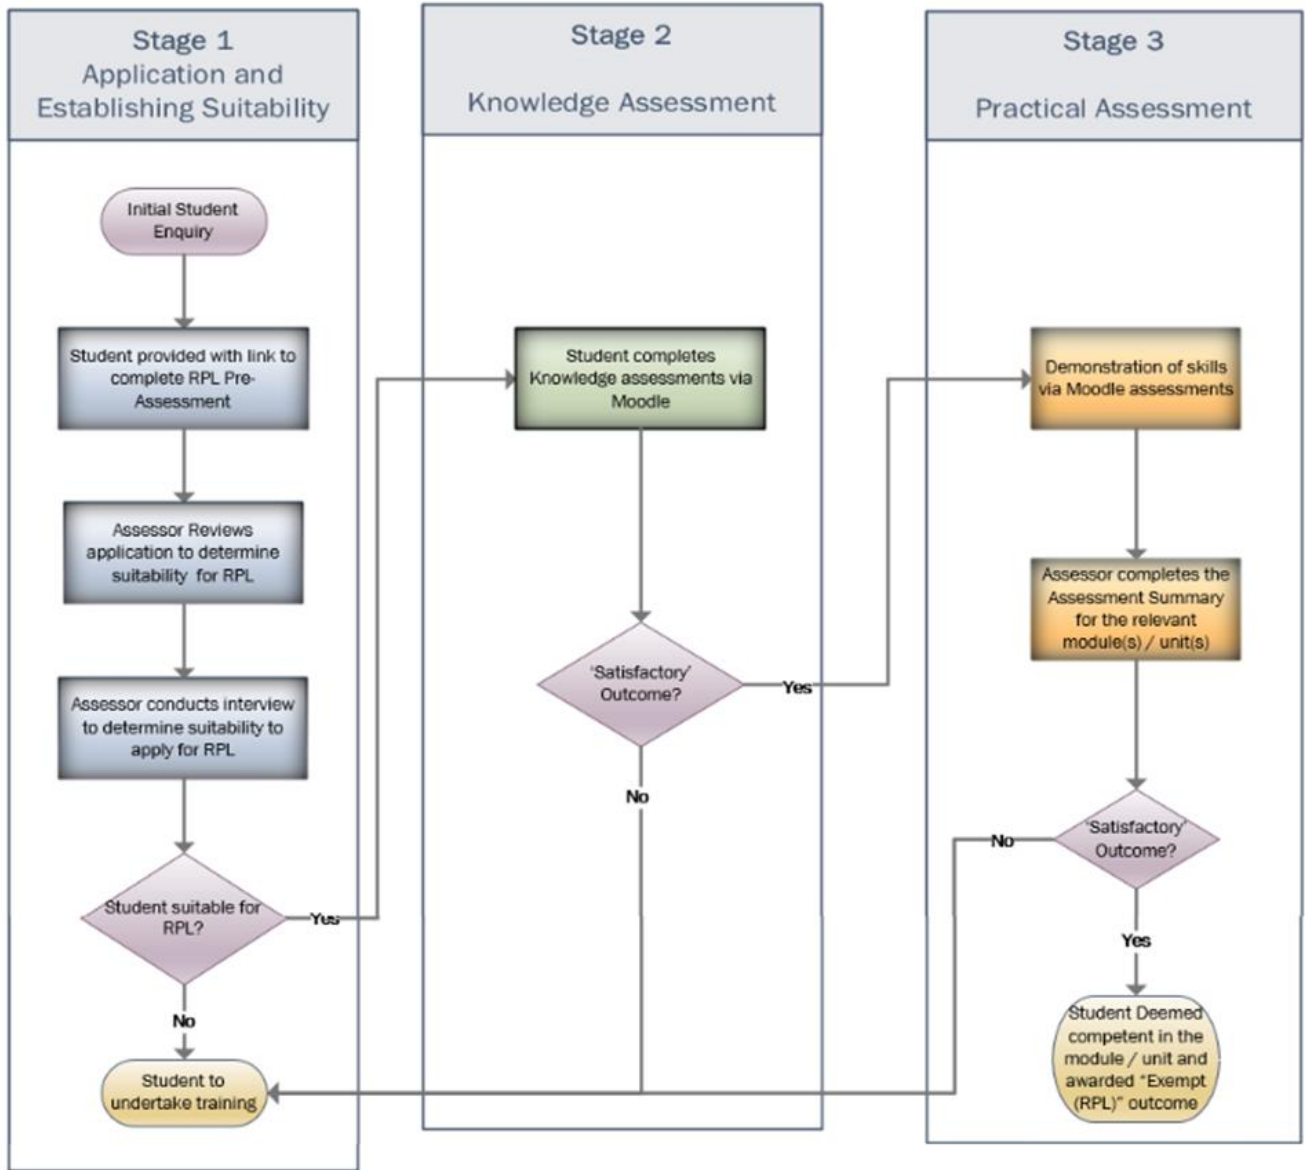 Stage 1
Application and
Establishing Suitability
Initial Student
Enquiry
Student provided with link to
complete RPL Pre-
Assessment
Assessor Reviews
application to determine
suitability for RPL
Assessor conducts interview
to determine suitability to
apply for RPL
Student suitable for
RPL?
Yes
No
Student to
undertake training
Stage 2
Knowledge Assessment
Student completes
Knowledge assessments via
Moodle
‘Satisfactory’
Outcome?
Yes
No
Stage 3
Practical Assessment
Demonstration of skills
via Moodle assessments
Assessor completes the
Assessment Summary
for the relevant
module(s) / unit(s)
‘Satisfactory’
Outcome?
No
Yes
Student Deemed
competent in the
module / unit and
awarded “Exempt
(RPL)” outcome